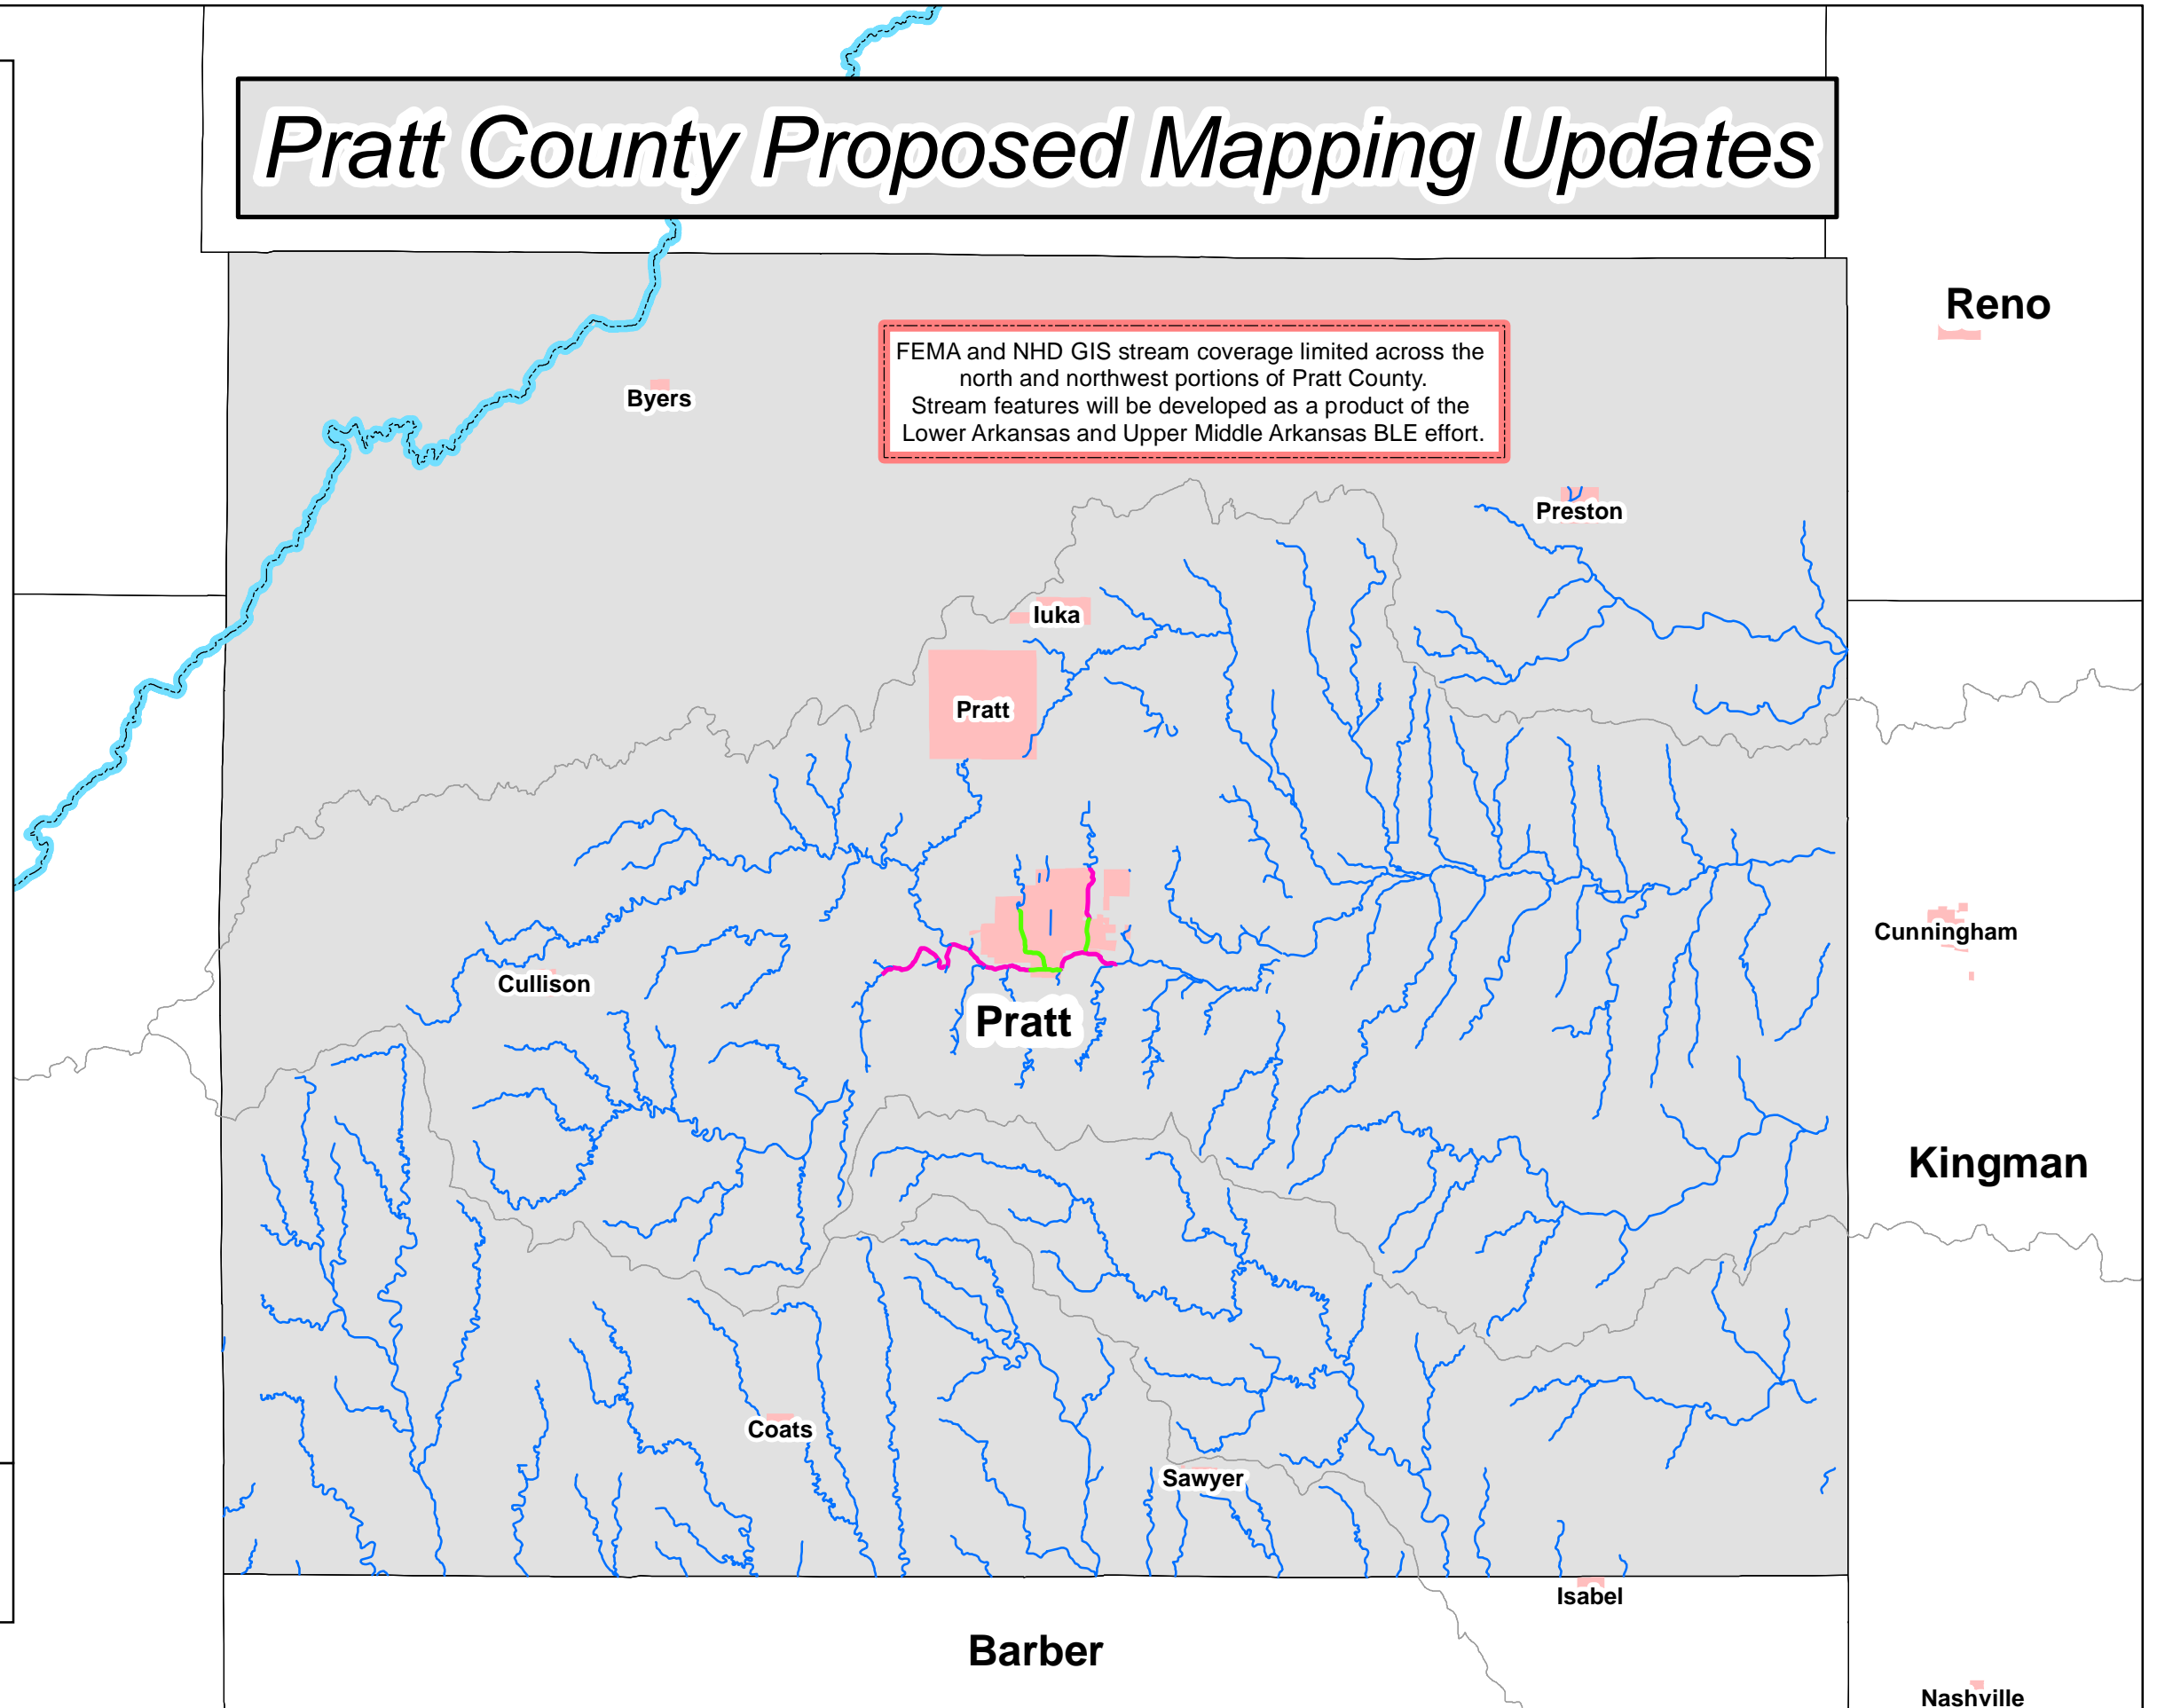 Pratt County Proposed Mapping Updates
Reno
FEMA and NHD GIS stream coverage limited across the
north and northwest portions of Pratt County.
Stream features will be developed as a product of the
Lower Arkansas and Upper Middle Arkansas BLE effort.
Byers
Preston
Iuka
Pratt
Cunningham
Cullison
Pratt
Kingman
Coats
Sawyer
Isabel
Barber
Nashville